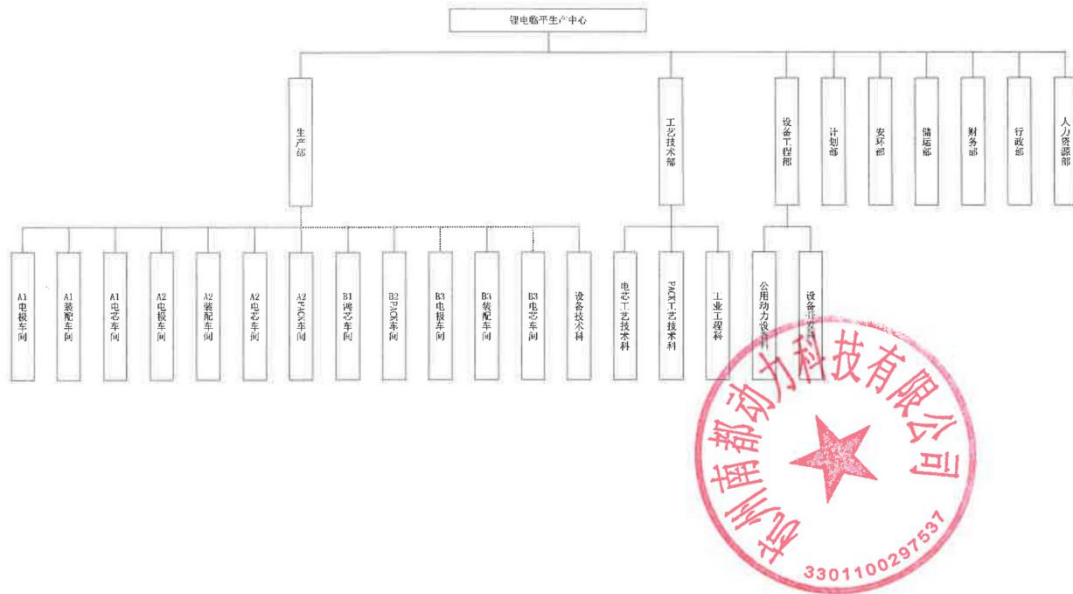 锂电临平生产中心
生产部
工艺技术部
设备工程部
计划部
安环部
储运部
财务部
行政部
人力资源部
A1电极车间
A1装配车间
A1电芯车间
A2电极车间
A2装配车间
A2电芯车间
A2PACK车间
B1电芯车间
B2PACK车间
B3电极车间
B3装配车间
B3电芯车间
设备技术科
电芯工艺技术科
PACK工艺技术科
工业工程科
公用动力设备科
杭州南都动力科技有限公司
3301100297537